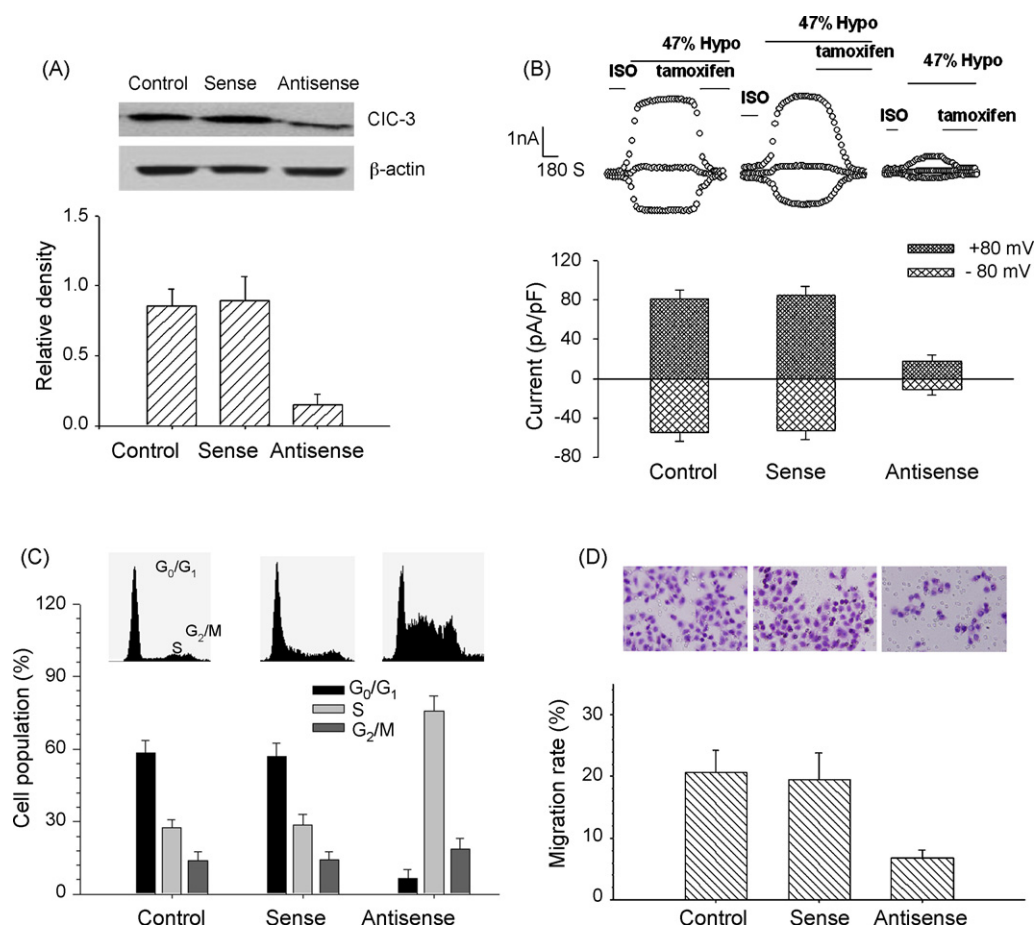 (A)
Control Sense Antisense
ClC-3
β-actin
Relative density
1.5
1.0
0.5
0.0
Control Sense Antisense
(B)
47% Hypo
ISO tamoxifen
47% Hypo
tamoxifen
ISO
47% Hypo
ISO
tamoxifen
1nA
180 S
+80 mV
- 80 mV
Current (pA/pF)
120
80
40
0
-40
-80
Control Sense Antisense
(C)
G₀/G₁
S
G₂/M
Cell population (%)
120
90
60
30
0
G₀/G₁
S
G₂/M
Control Sense Antisense
(D)
Migration rate (%)
30
20
10
0
Control Sense Antisense